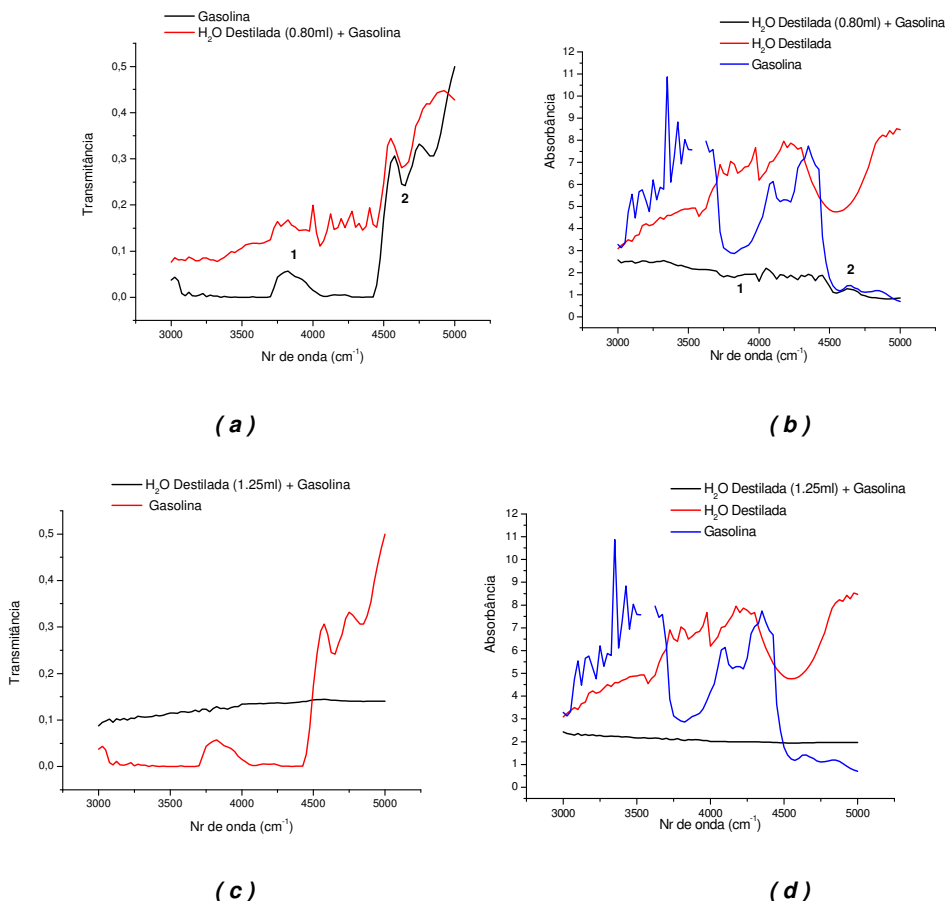 Gasolina
H₂O Destilada (0.80ml) + Gasolina
Transmitância
0,5
0,4
0,3
0,2
0,1
0,0
1
2
3000 3500 4000 4500 5000
Nr de onda (cm⁻¹)
( a )
H₂O Destilada (0.80ml) + Gasolina
H₂O Destilada
Gasolina
Absorbância
12
11
10
9
8
7
6
5
4
3
2
1
0
1
2
3000 3500 4000 4500 5000
Nr de onda (cm⁻¹)
( b )
H₂O Destilada (1.25ml) + Gasolina
Gasolina
Transmitância
0,5
0,4
0,3
0,2
0,1
0,0
3000 3500 4000 4500 5000
Nr de onda (cm⁻¹)
( c )
H₂O Destilada (1.25ml) + Gasolina
H₂O Destilada
Gasolina
Absorbância
12
11
10
9
8
7
6
5
4
3
2
1
0
3000 3500 4000 4500 5000
Nr de onda (cm⁻¹)
( d )